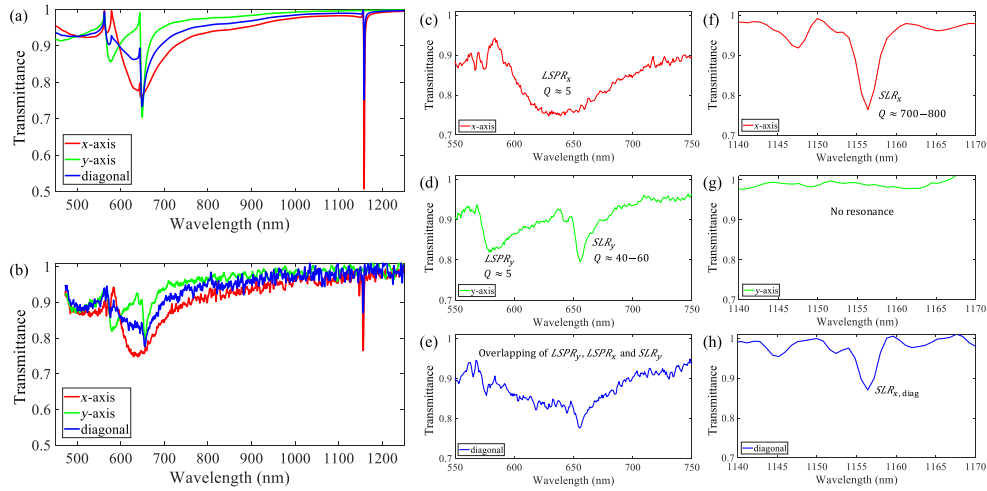 (a)
1
0.9
0.8
0.7
0.6
0.5
Transmittance
x-axis
y-axis
diagonal
500 600 700 800 900 1000 1100 1200
Wavelength (nm)
(b)
1
0.9
0.8
0.7
0.6
0.5
Transmittance
x-axis
y-axis
diagonal
500 600 700 800 900 1000 1100 1200
Wavelength (nm)
(c)
1
0.9
0.8
0.7
Transmittance
LSPRx
Q ≈ 5
x-axis
550 600 650 700 750
Wavelength (nm)
(d)
1
0.9
0.8
0.7
Transmittance
LSPRy
Q ≈ 5
SLRy
Q ≈ 40−60
y-axis
550 600 650 700 750
Wavelength (nm)
(e)
1
0.9
0.8
0.7
Transmittance
Overlapping of LSPRy, LSPRx and SLRy
diagonal
550 600 650 700 750
Wavelength (nm)
(f)
1
0.9
0.8
0.7
Transmittance
SLRx
Q ≈ 700−800
x-axis
1140 1145 1150 1155 1160 1165 1170
Wavelength (nm)
(g)
1
0.9
0.8
0.7
Transmittance
No resonance
y-axis
1140 1145 1150 1155 1160 1165 1170
Wavelength (nm)
(h)
1
0.9
0.8
0.7
Transmittance
SLRx, diag
diagonal
1140 1145 1150 1155 1160 1165 1170
Wavelength (nm)